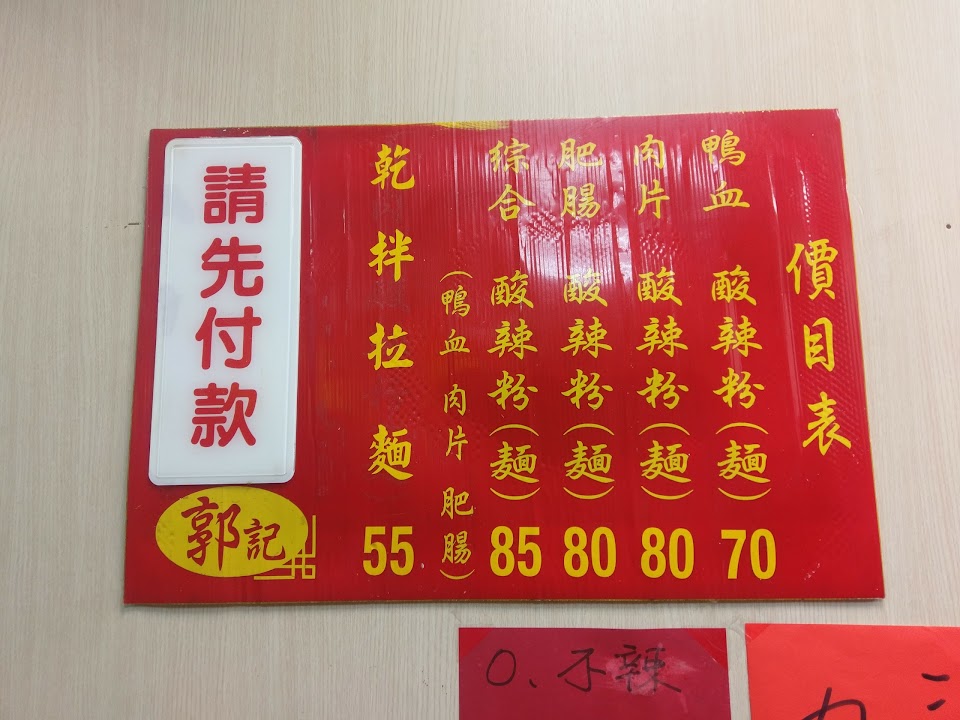 價目表
鴨血 酸辣粉(麵) 70
肉片 酸辣粉(麵) 80
肥腸 酸辣粉(麵) 80
綜合 酸辣粉(麵) 85
(鴨血 肉片 肥腸)
乾拌拉麵 55
請先付款
郭記
0、不辣